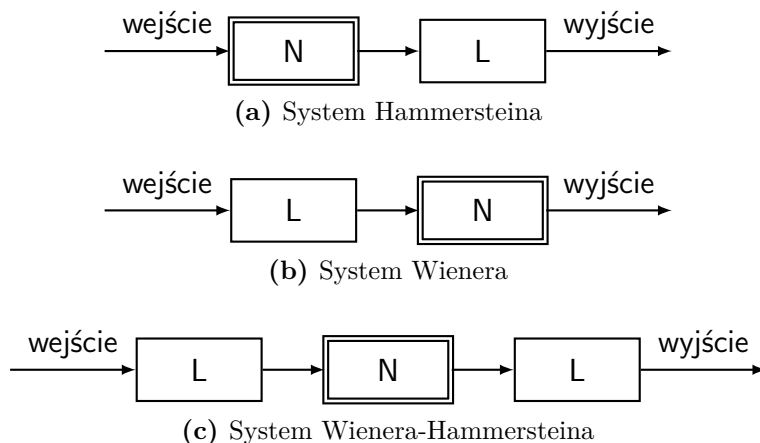 wejście N L wyjście
(a) System Hammersteina
wejście L N wyjście
(b) System Wienera
wejście L N L wyjście
(c) System Wienera-Hammersteina